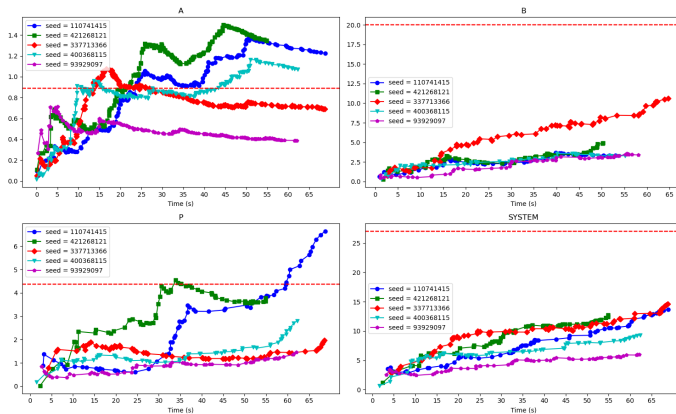 A
1.4
1.2
1.0
0.8
0.6
0.4
0.2
0.0
seed = 110741415
seed = 421268121
seed = 337713366
seed = 400368115
seed = 93929097
0 5 10 15 20 25 30 35 40 45 50 55 60 65
Time (s)
B
20.0
17.5
15.0
12.5
10.0
7.5
5.0
2.5
0.0
seed = 110741415
seed = 421268121
seed = 337713366
seed = 400368115
seed = 93929097
0 5 10 15 20 25 30 35 40 45 50 55 60 65
Time (s)
P
6
5
4
3
2
1
0
seed = 110741415
seed = 421268121
seed = 337713366
seed = 400368115
seed = 93929097
0 5 10 15 20 25 30 35 40 45 50 55 60 65
Time (s)
SYSTEM
25
20
15
10
5
0
seed = 110741415
seed = 421268121
seed = 337713366
seed = 400368115
seed = 93929097
0 5 10 15 20 25 30 35 40 45 50 55 60 65
Time (s)